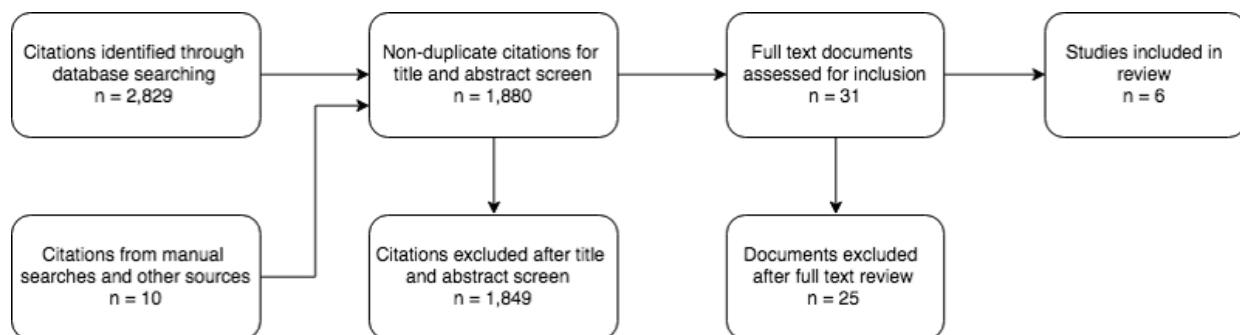 Citations identified through
database searching
n = 2,829
Non-duplicate citations for
title and abstract screen
n = 1,880
Full text documents
assessed for inclusion
n = 31
Studies included in
review
n = 6
Citations from manual
searches and other sources
n = 10
Citations excluded after title
and abstract screen
n = 1,849
Documents excluded
after full text review
n = 25